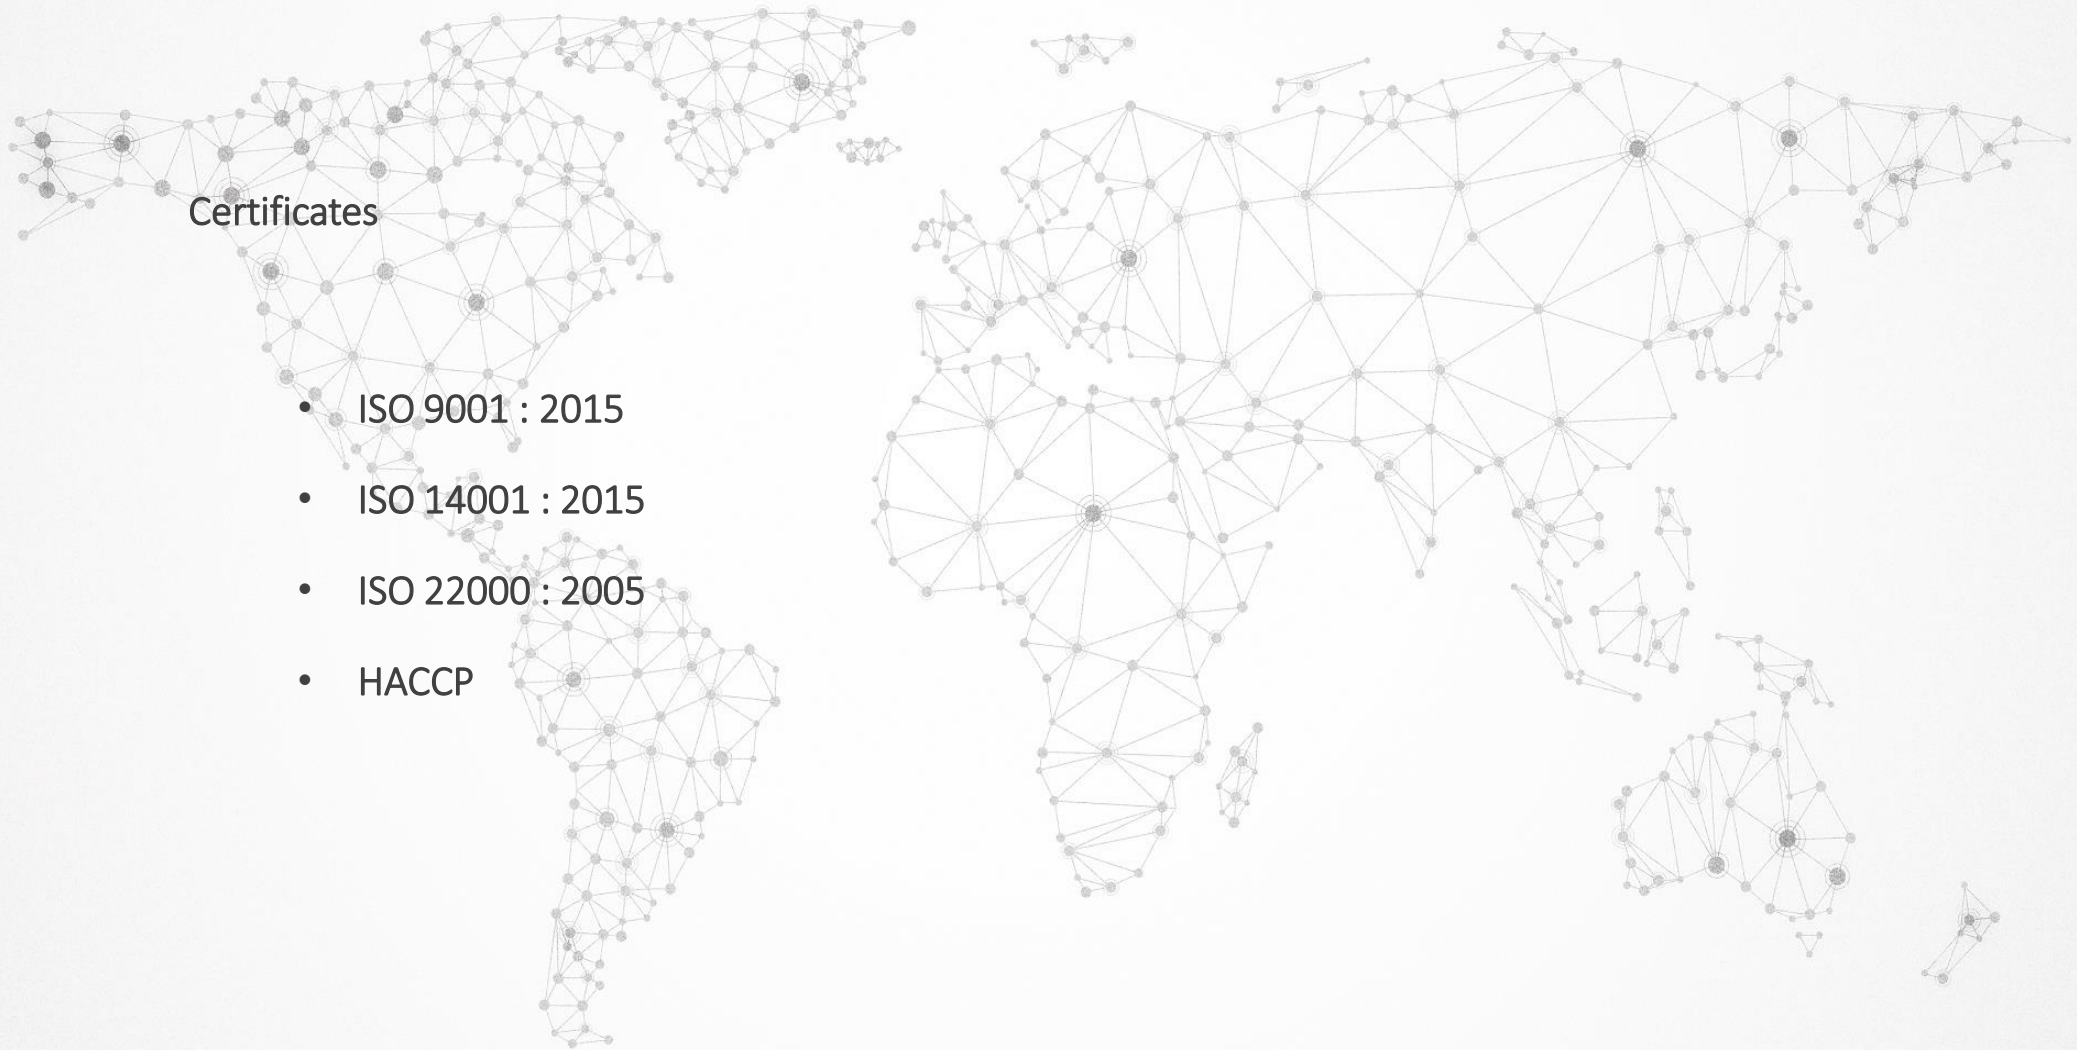 Certificates
• ISO 9001 : 2015
• ISO 14001 : 2015
• ISO 22000 : 2005
• HACCP